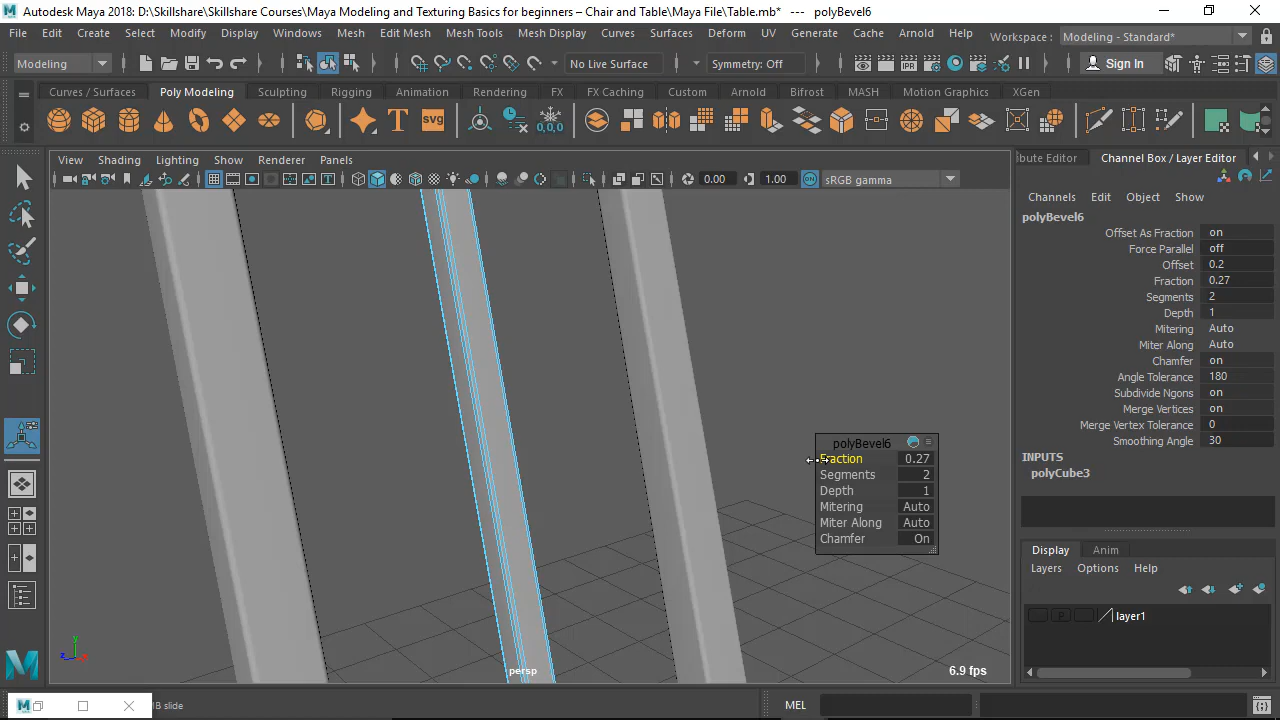 Autodesk Maya 2018: D:\Skillshare\Skillshare Courses\Maya Modeling and Texturing Basics for beginners – Chair and Table\Maya File\Table.mb* --- polyBevel6
File Edit Create Select Modify Display Windows Mesh Edit Mesh Mesh Tools Mesh Display Curves Surfaces Deform UV Generate Cache Arnold Help Workspace : Modeling - Standard*
Modeling No Live Surface Symmetry: Off Sign In
Curves / Surfaces Poly Modeling Sculpting Rigging Animation Rendering FX FX Caching Custom Arnold Bifrost MASH Motion Graphics XGen
T svg 0,0,0
View Shading Lighting Show Renderer Panels
0.00 1.00 ON sRGB gamma
bute Editor Channel Box / Layer Editor
Channels Edit Object Show
polyBevel6
Offset As Fraction on
Force Parallel off
Offset 0.2
Fraction 0.27
Segments 2
Depth 1
Mitering Auto
Miter Along Auto
Chamfer on
Angle Tolerance 180
Subdivide Ngons on
Merge Vertices on
Merge Vertex Tolerance 0
Smoothing Angle 30
INPUTS
polyCube3
polyBevel6
Fraction 0.27
Segments 2
Depth 1
Mitering Auto
Miter Along Auto
Chamfer On
Display Anim
Layers Options Help
P layer1
y
z x
persp
6.9 fps
MB slide
MEL